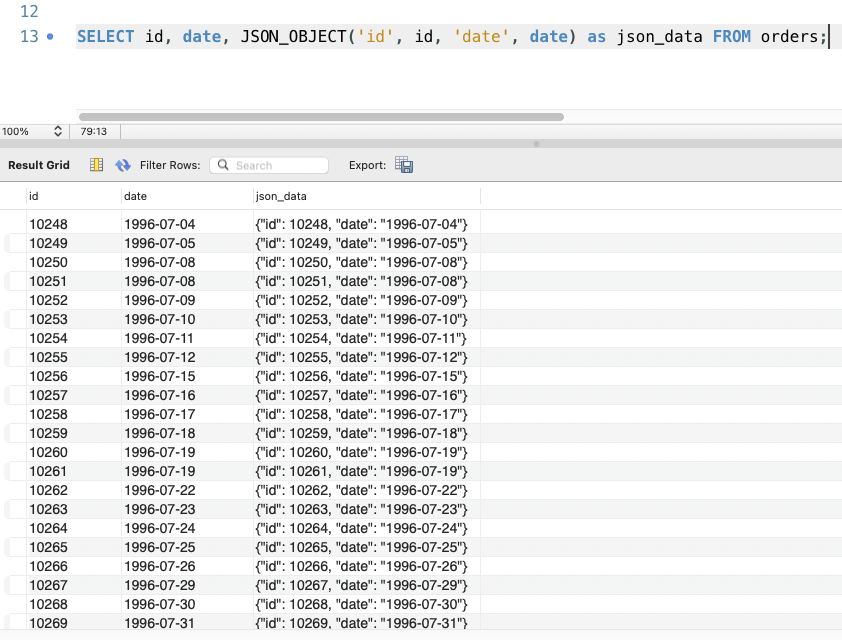 12
13 SELECT id, date, JSON_OBJECT('id', id, 'date', date) as json_data FROM orders;
100% 79:13
Result Grid Filter Rows: Search Export:
id date json_data
10248 1996-07-04 {"id": 10248, "date": "1996-07-04"}
10249 1996-07-05 {"id": 10249, "date": "1996-07-05"}
10250 1996-07-08 {"id": 10250, "date": "1996-07-08"}
10251 1996-07-08 {"id": 10251, "date": "1996-07-08"}
10252 1996-07-09 {"id": 10252, "date": "1996-07-09"}
10253 1996-07-10 {"id": 10253, "date": "1996-07-10"}
10254 1996-07-11 {"id": 10254, "date": "1996-07-11"}
10255 1996-07-12 {"id": 10255, "date": "1996-07-12"}
10256 1996-07-15 {"id": 10256, "date": "1996-07-15"}
10257 1996-07-16 {"id": 10257, "date": "1996-07-16"}
10258 1996-07-17 {"id": 10258, "date": "1996-07-17"}
10259 1996-07-18 {"id": 10259, "date": "1996-07-18"}
10260 1996-07-19 {"id": 10260, "date": "1996-07-19"}
10261 1996-07-19 {"id": 10261, "date": "1996-07-19"}
10262 1996-07-22 {"id": 10262, "date": "1996-07-22"}
10263 1996-07-23 {"id": 10263, "date": "1996-07-23"}
10264 1996-07-24 {"id": 10264, "date": "1996-07-24"}
10265 1996-07-25 {"id": 10265, "date": "1996-07-25"}
10266 1996-07-26 {"id": 10266, "date": "1996-07-26"}
10267 1996-07-29 {"id": 10267, "date": "1996-07-29"}
10268 1996-07-30 {"id": 10268, "date": "1996-07-30"}
10269 1996-07-31 {"id": 10269, "date": "1996-07-31"}